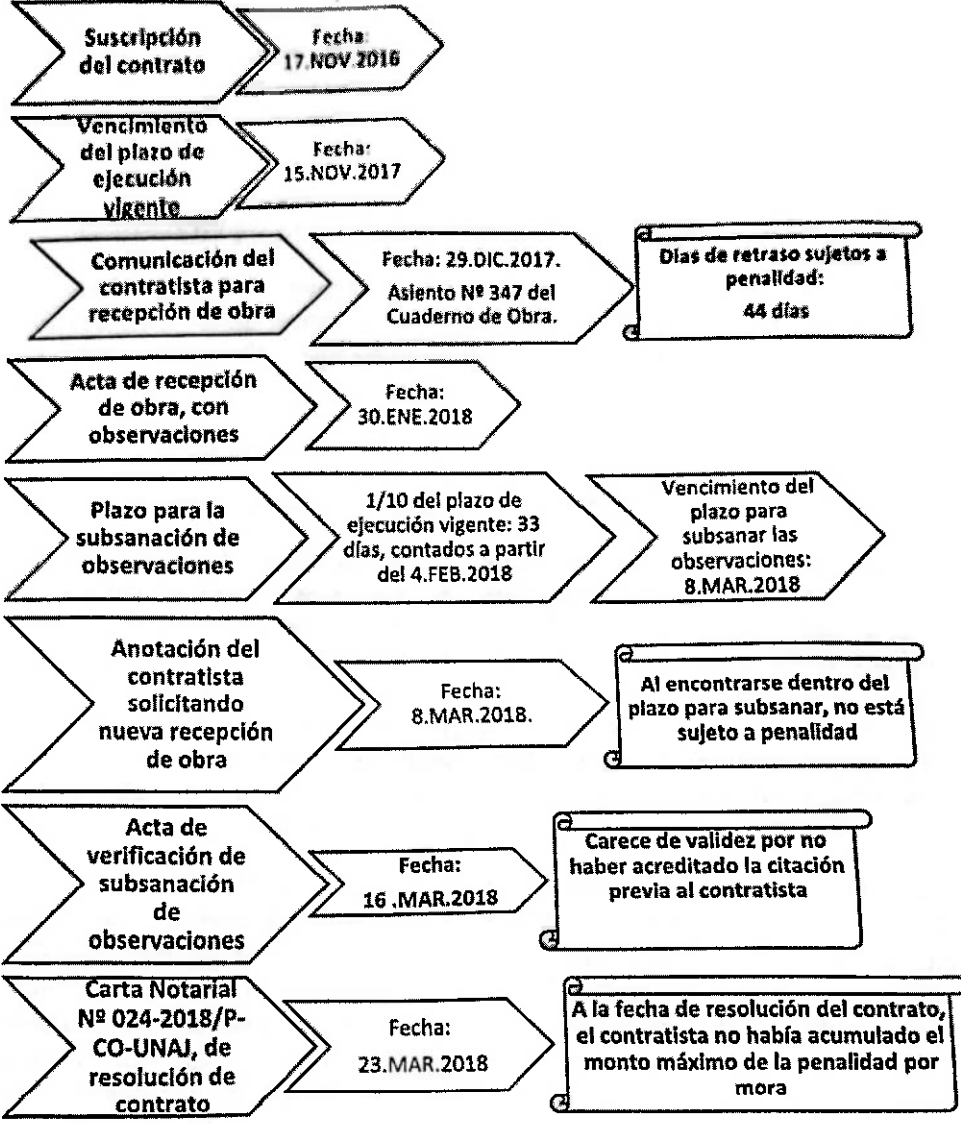 Suscripción
del contrato
Fecha:
17.NOV.2016
Vencimiento
del plazo de
ejecución
vigente
Fecha:
15.NOV.2017
Comunicación del
contratista para
recepción de obra
Fecha: 29.DIC.2017.
Asiento Nº 347 del
Cuaderno de Obra.
Dias de retraso sujetos a
penalidad:
44 días
Acta de recepción
de obra, con
observaciones
Fecha:
30.ENE.2018
Plazo para la
subsanación de
observaciones
1/10 del plazo de
ejecución vigente: 33
días, contados a partir
del 4.FEB.2018
Vencimiento del
plazo para
subsanar las
observaciones:
8.MAR.2018
Anotación del
contratista
solicitando
nueva recepción
de obra
Fecha:
8.MAR.2018.
Al encontrarse dentro del
plazo para subsanar, no está
sujeto a penalidad
Acta de
verificación de
subsanación
de
observaciones
Fecha:
16 .MAR.2018
Carece de validez por no
haber acreditado la citación
previa al contratista
Carta Notarial
Nº 024-2018/P-
CO-UNAJ, de
resolución de
contrato
Fecha:
23.MAR.2018
A la fecha de resolución del contrato,
el contratista no había acumulado el
monto máximo de la penalidad por
mora